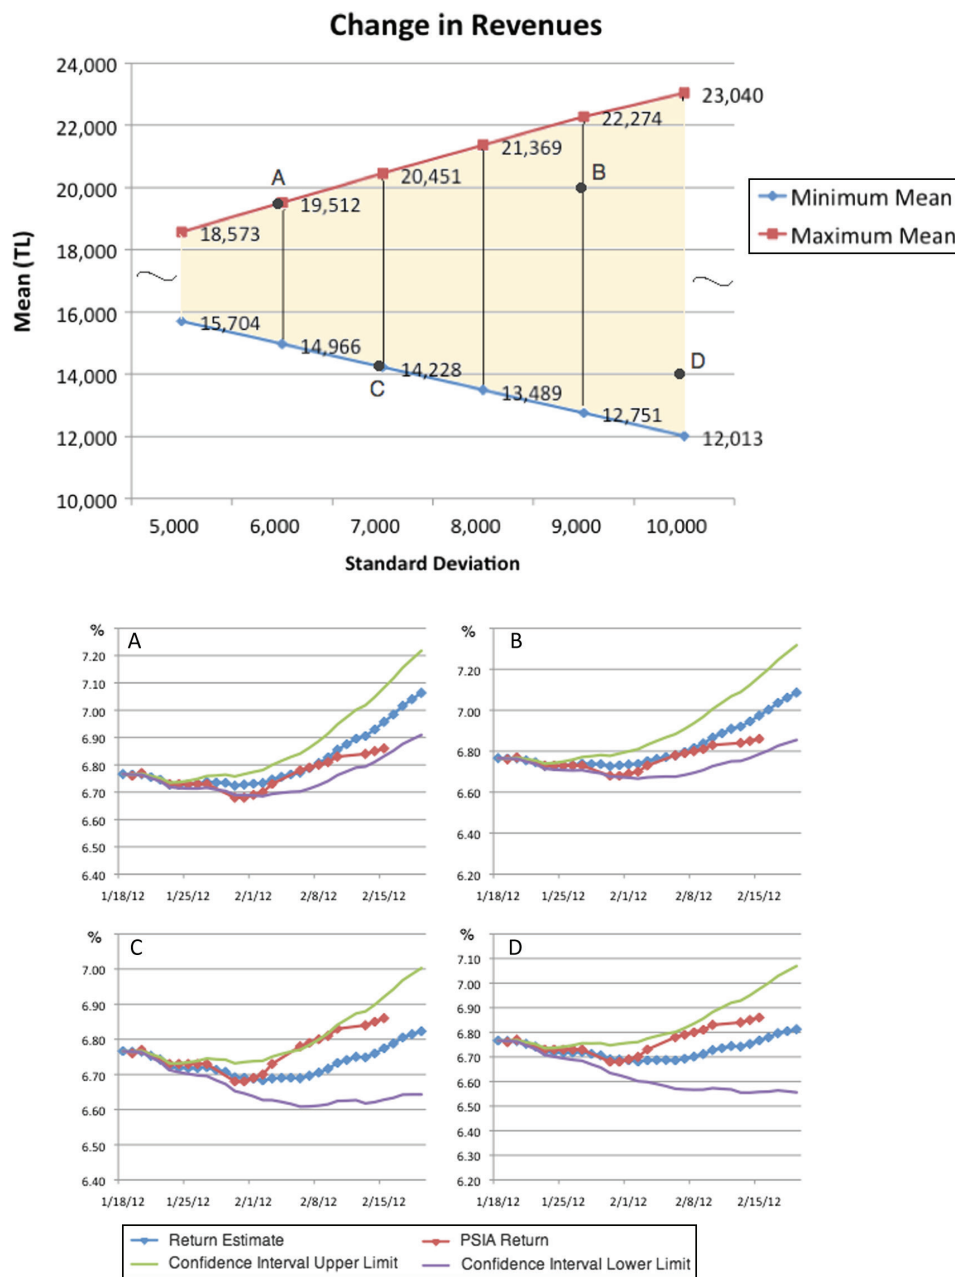 Change in Revenues
24,000
22,000
20,000
18,000
16,000
14,000
12,000
10,000
Mean (TL)
A
B
C
D
18,573
19,512
20,451
21,369
22,274
23,040
15,704
14,966
14,228
13,489
12,751
12,013
5,000 6,000 7,000 8,000 9,000 10,000
Standard Deviation
Minimum Mean
Maximum Mean
%
A
7.20
7.10
7.00
6.90
6.80
6.70
6.60
6.50
6.40
1/18/12 1/25/12 2/1/12 2/8/12 2/15/12
%
B
7.20
7.00
6.80
6.60
6.40
6.20
1/18/12 1/25/12 2/1/12 2/8/12 2/15/12
%
C
7.00
6.90
6.80
6.70
6.60
6.50
6.40
1/18/12 1/25/12 2/1/12 2/8/12 2/15/12
%
D
7.10
7.00
6.90
6.80
6.70
6.60
6.50
6.40
6.30
6.20
1/18/12 1/25/12 2/1/12 2/8/12 2/15/12
Return Estimate PSIA Return
Confidence Interval Upper Limit Confidence Interval Lower Limit